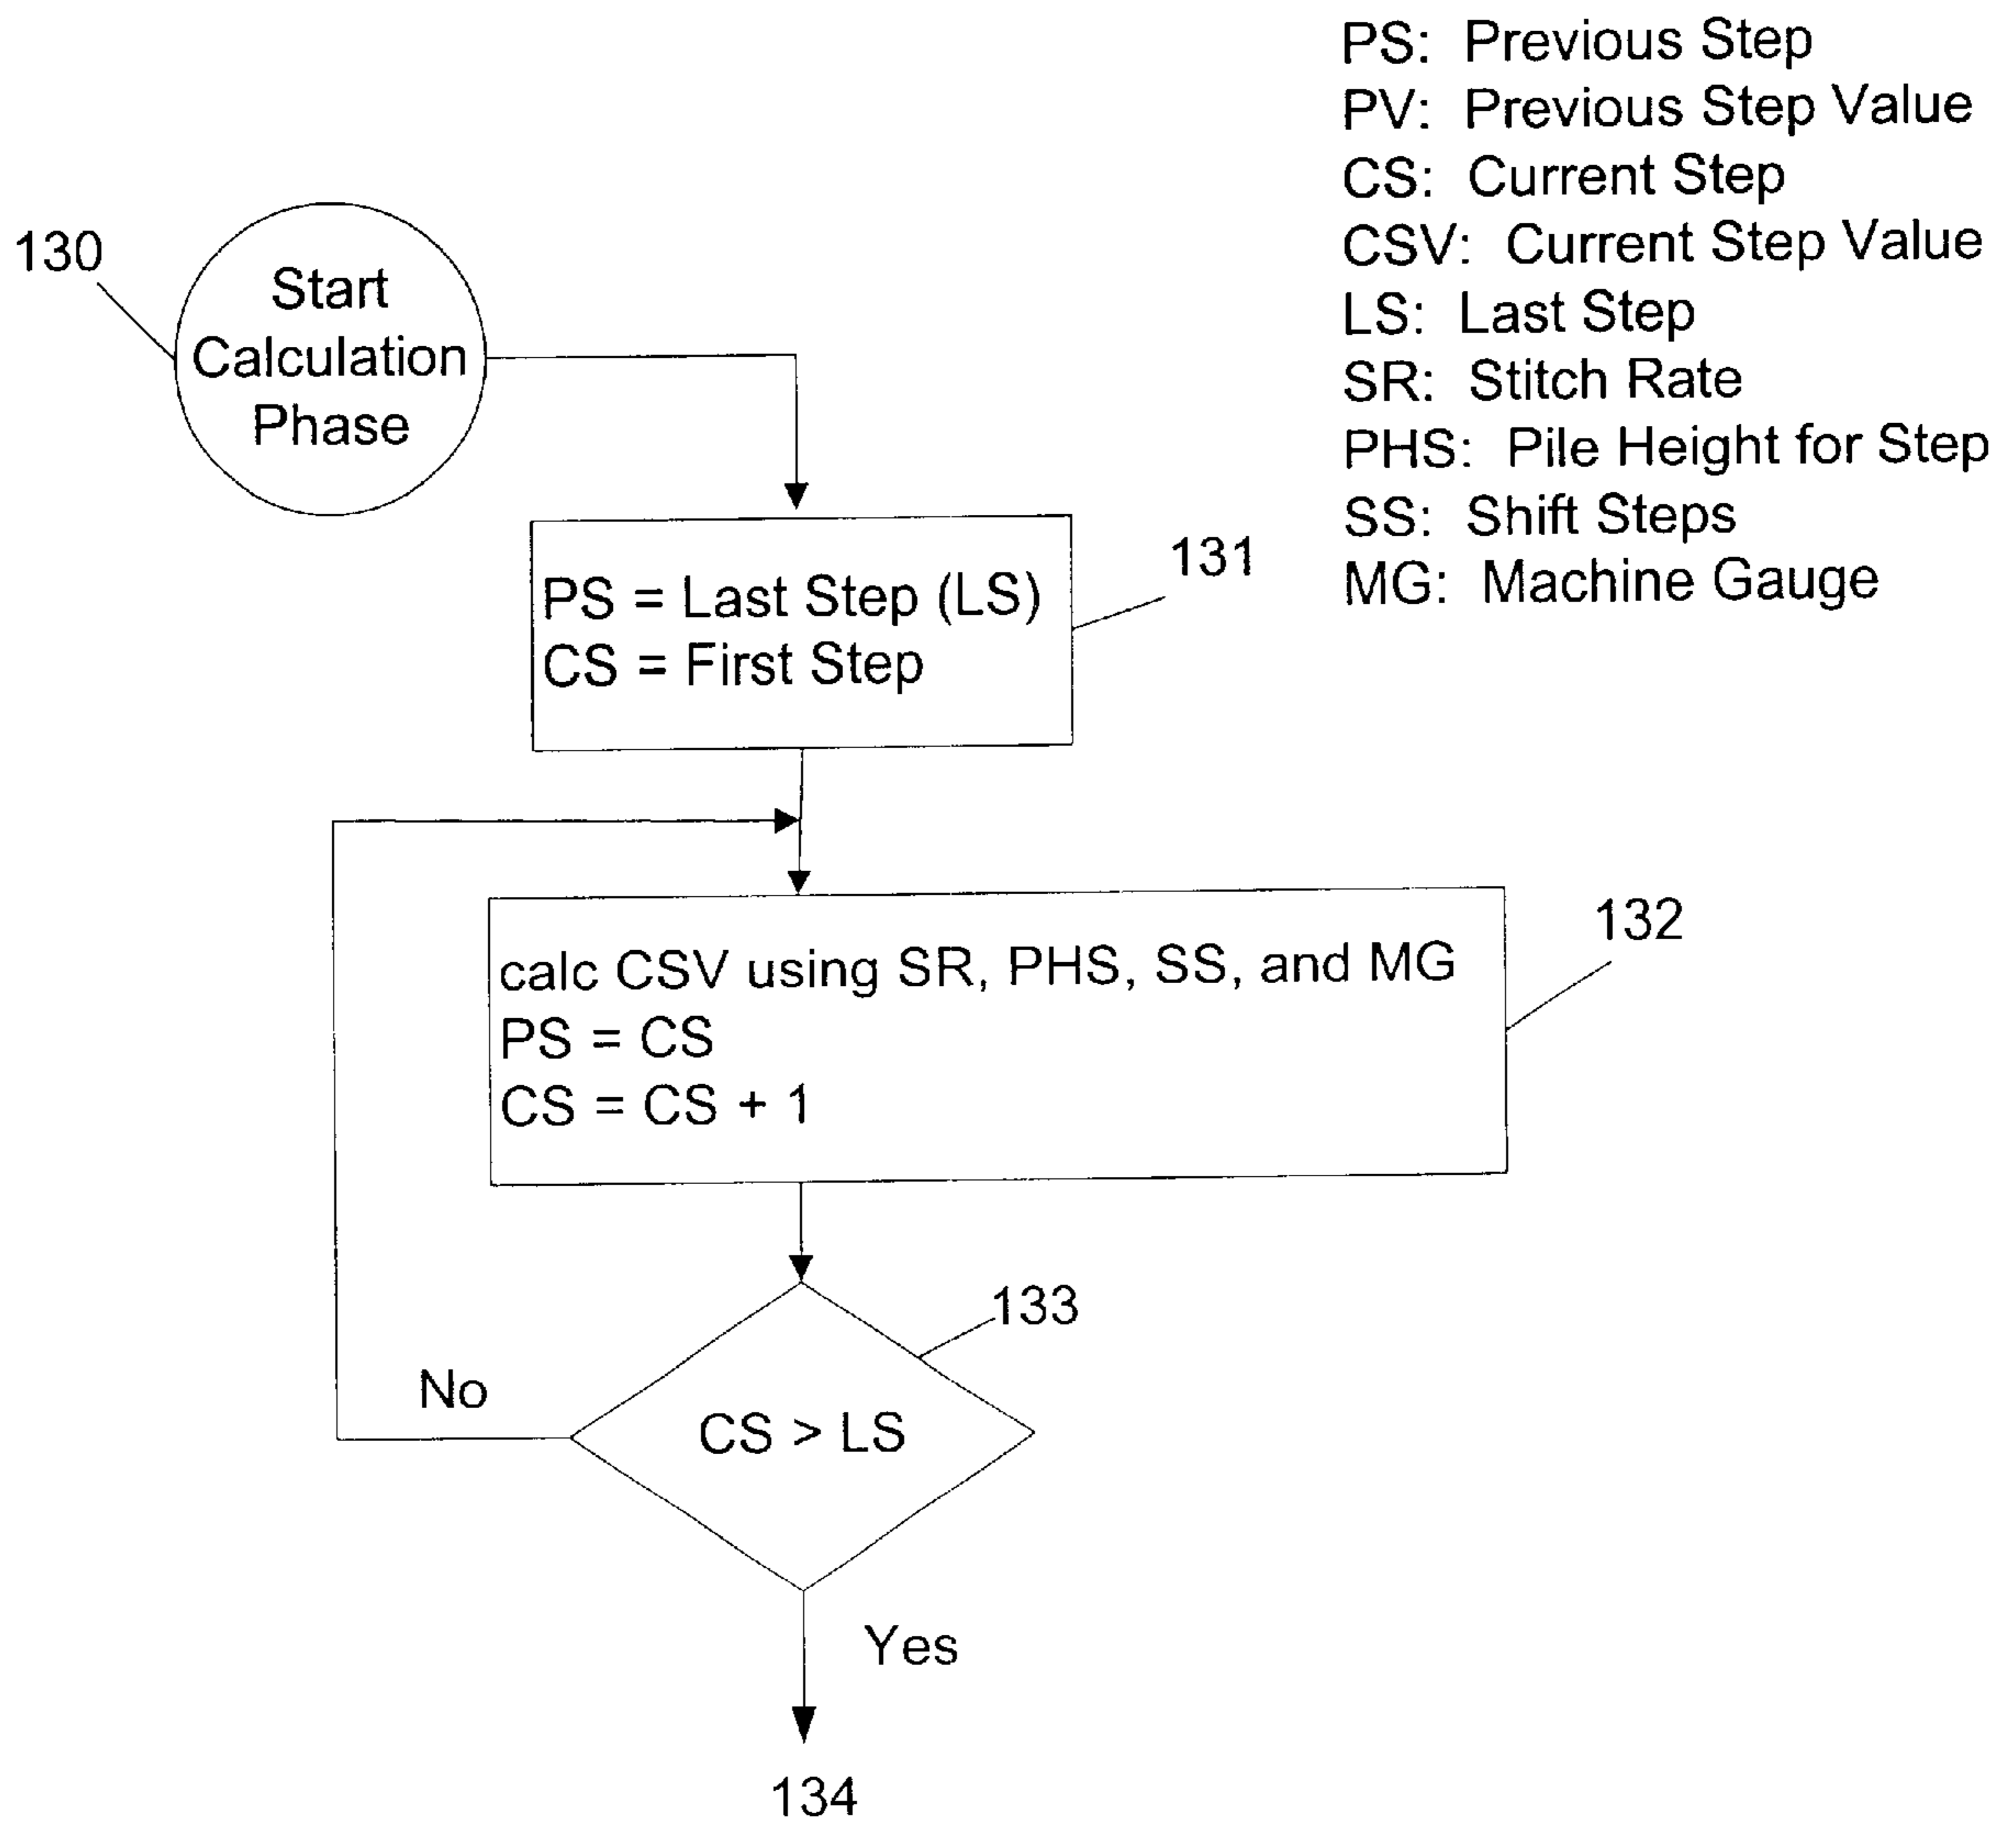 PS: Previous Step
PV: Previous Step Value
CS: Current Step
CSV: Current Step Value
LS: Last Step
SR: Stitch Rate
PHS: Pile Height for Step
SS: Shift Steps
MG: Machine Gauge
130
Start
Calculation
Phase
131
PS = Last Step (LS)
CS = First Step
132
calc CSV using SR, PHS, SS, and MG
PS = CS
CS = CS + 1
133
No
CS > LS
Yes
134